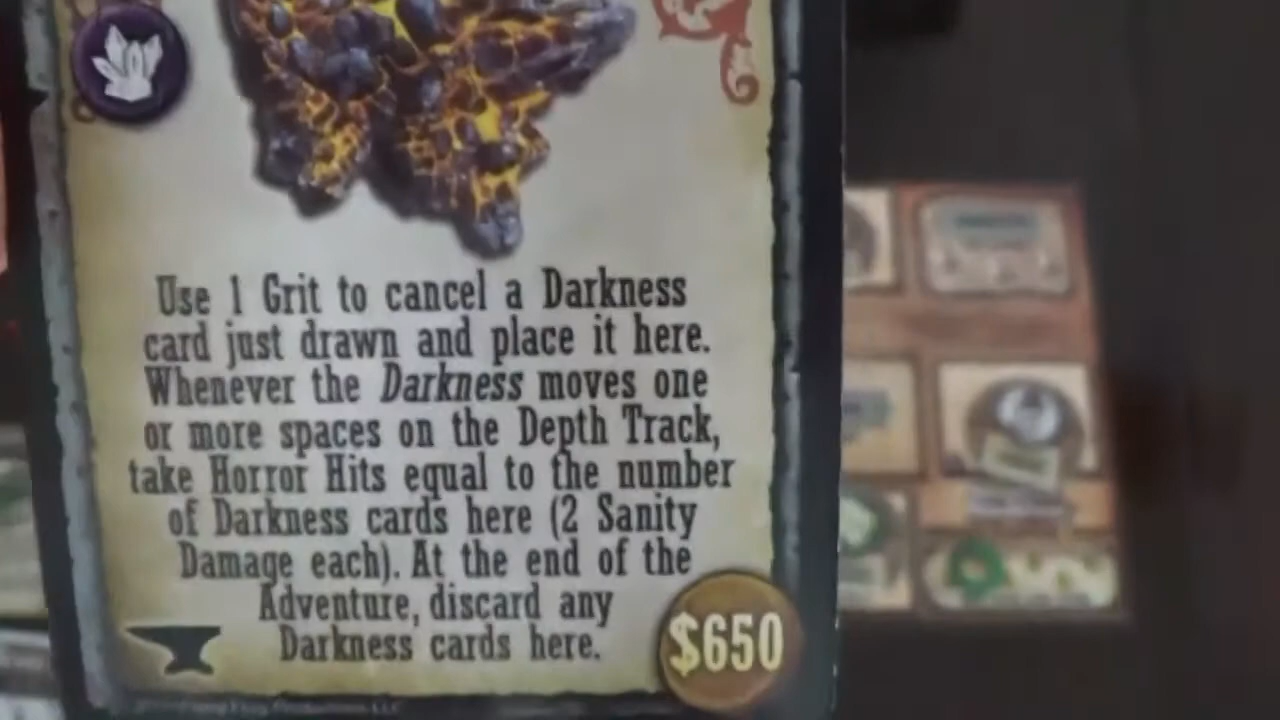 Use 1 Grit to cancel a Darkness
card just drawn and place it here.
Whenever the Darkness moves one
or more spaces on the Depth Track,
take Horror Hits equal to the number
of Darkness cards here (2 Sanity
Damage each). At the end of the
Adventure, discard any
Darkness cards here.
$650